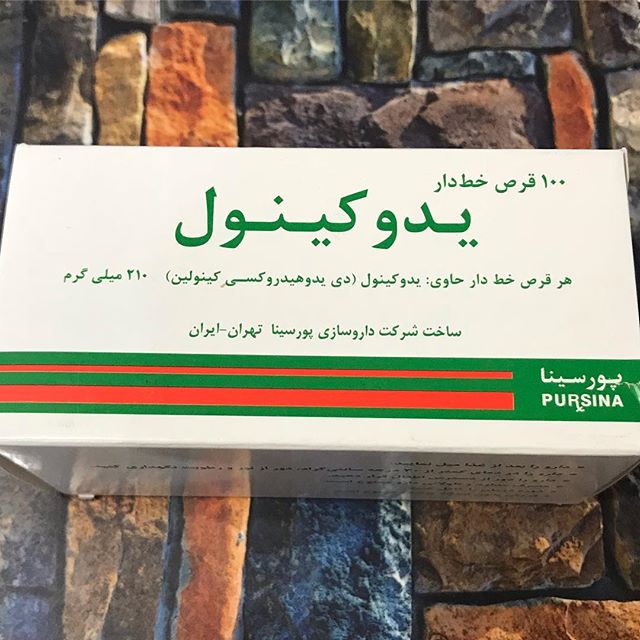 ۱۰۰ قرص خط‌دار
یدوکینول
هر قرص خط دار حاوی: یدوکینول (دی یدوهیدروکسی کینولین) ۲۱۰ میلی گرم
ساخت شرکت داروسازی پورسینا تهران-ایران
پورسینا
PURSINA